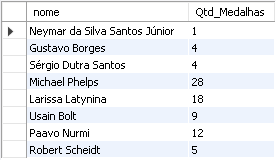 nome Qtd_Medalhas
Neymar da Silva Santos Júnior 1
Gustavo Borges 4
Sérgio Dutra Santos 4
Michael Phelps 28
Larissa Latynina 18
Usain Bolt 9
Paavo Nurmi 12
Robert Scheidt 5